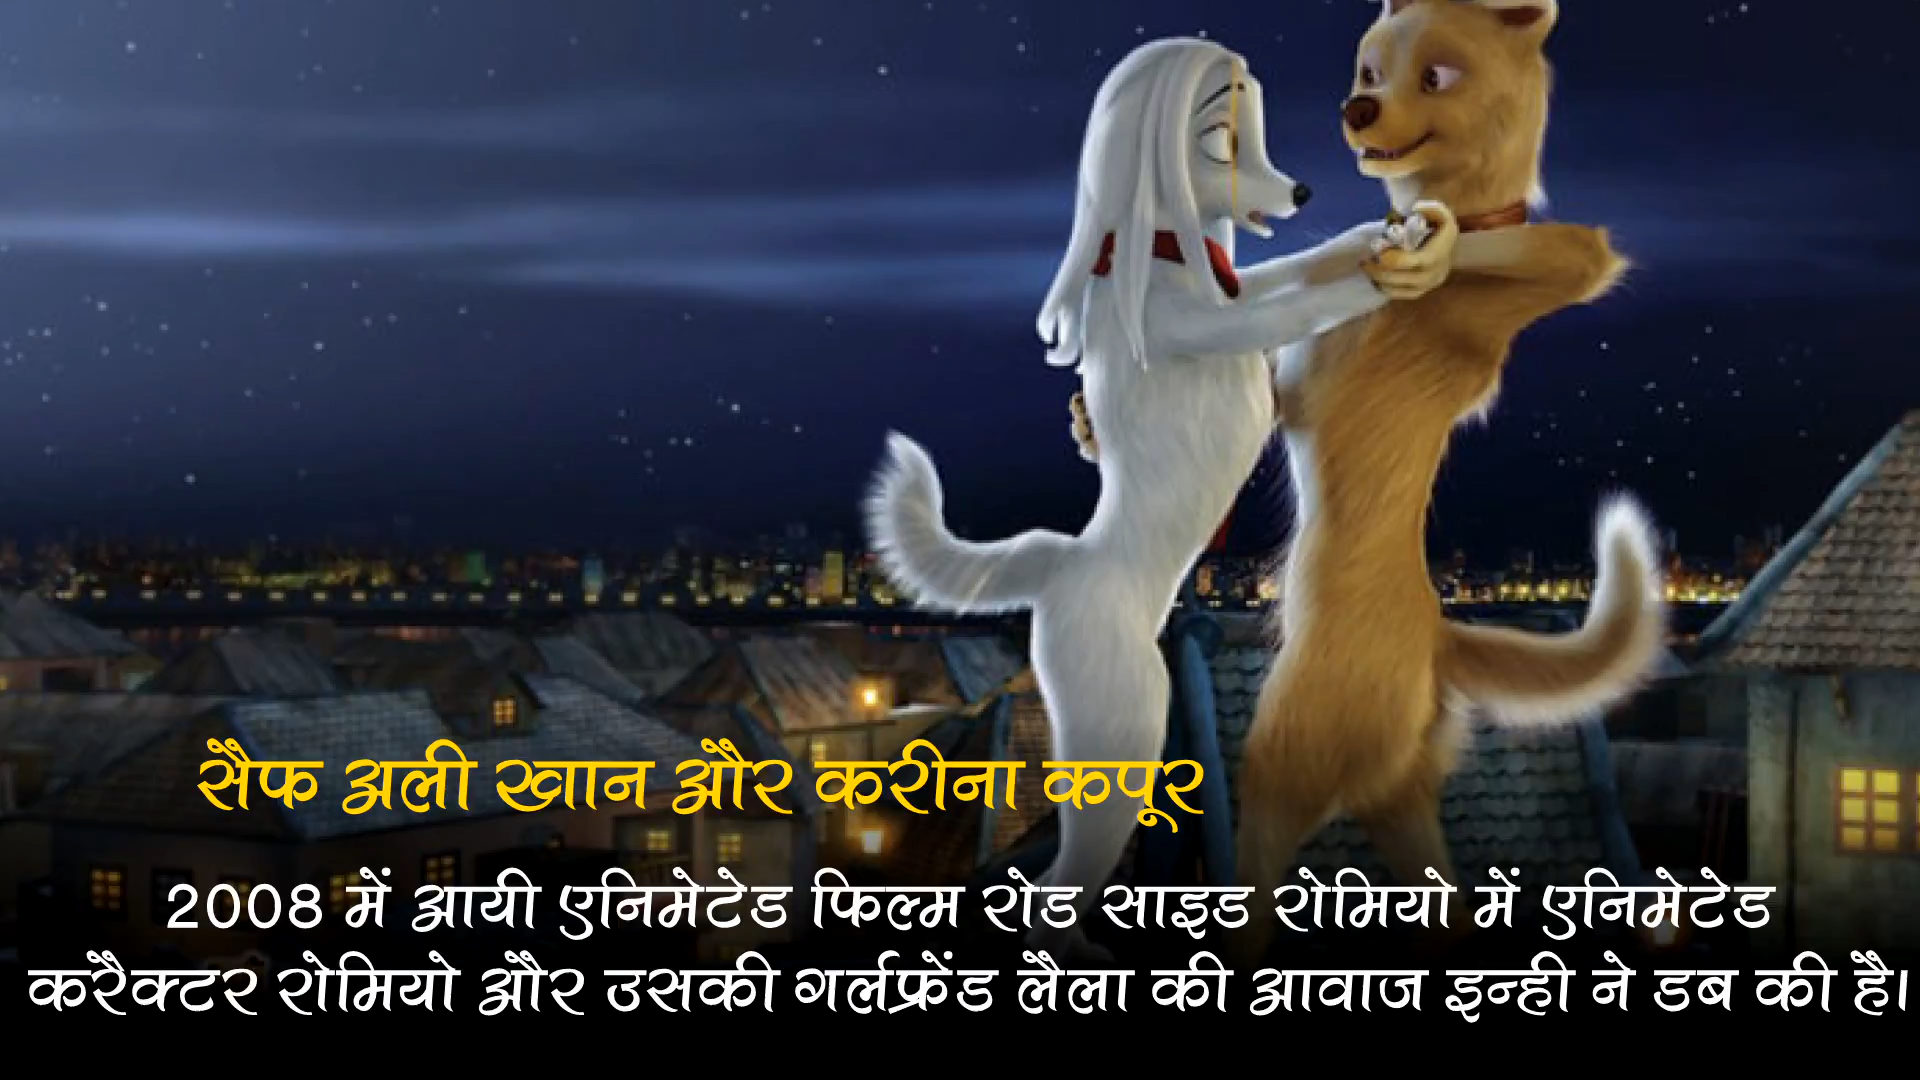 सैफ अली खान और करीना कपूर
2008 में आयी एनिमेटेड फिल्म रोड साइड रोमियो में एनिमेटेड
करैक्टर रोमियो और उसकी गर्लफ्रेंड लैला की आवाज इन्ही ने डब की है।